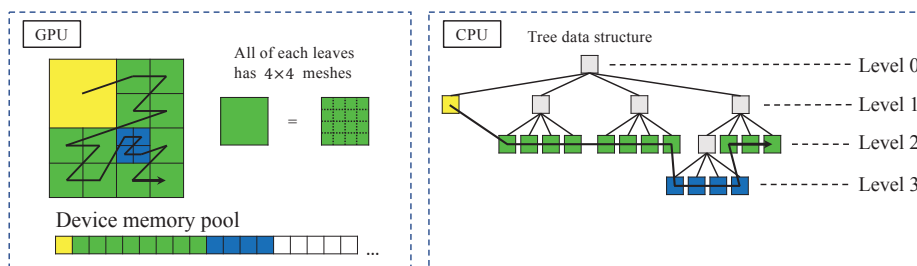 GPU
All of each leaves
has 4×4 meshes
=
Device memory pool
...
CPU
Tree data structure
Level 0
Level 1
Level 2
Level 3